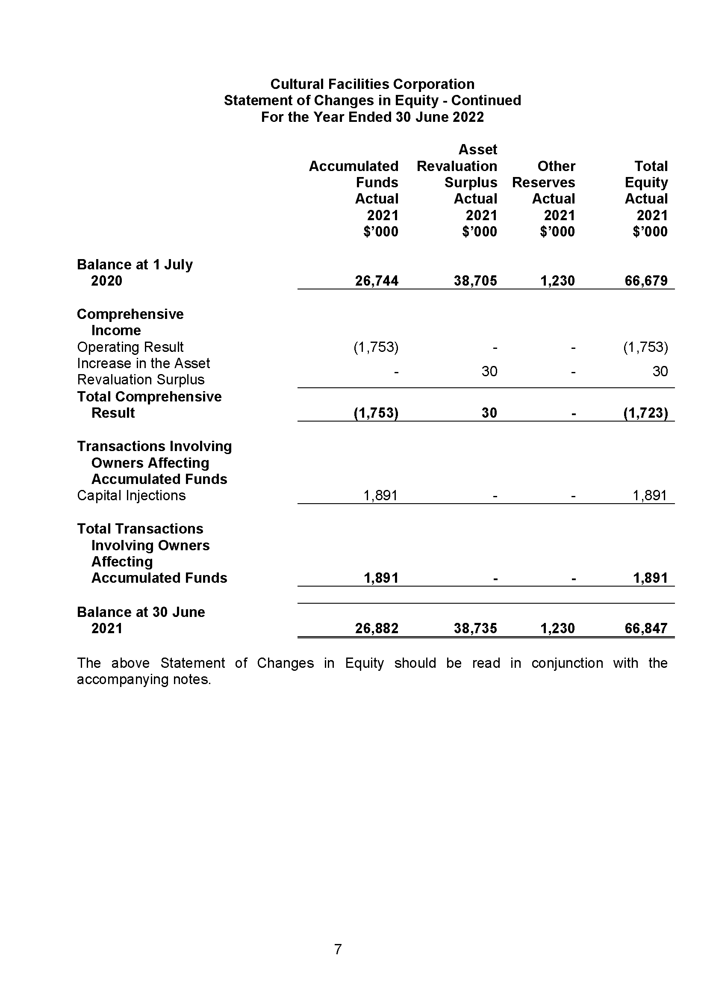 Cultural Facilities Corporation
Statement of Changes in Equity - Continued
For the Year Ended 30 June 2022
Asset
Accumulated Revaluation Other Total
Funds Surplus Reserves Equity
Actual Actual Actual Actual
2021 2021 2021 2021
$’000 $’000 $’000 $’000
Balance at 1 July
2020 26,744 38,705 1,230 66,679
Comprehensive
Income
Operating Result (1,753) - - (1,753)
Increase in the Asset
Revaluation Surplus - 30 - 30
Total Comprehensive
Result (1,753) 30 - (1,723)
Transactions Involving
Owners Affecting
Accumulated Funds
Capital Injections 1,891 - - 1,891
Total Transactions
Involving Owners
Affecting
Accumulated Funds 1,891 - - 1,891
Balance at 30 June
2021 26,882 38,735 1,230 66,847
The above Statement of Changes in Equity should be read in conjunction with the
accompanying notes.
7